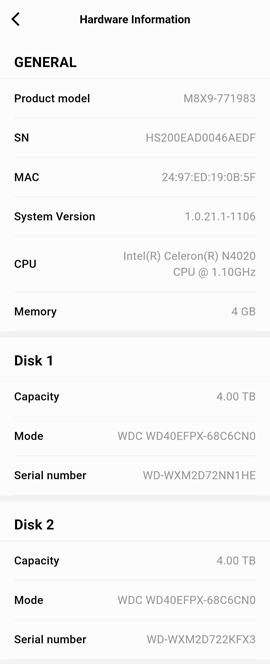 Hardware Information
GENERAL
Product model M8X9-771983
SN HS200EAD0046AEDF
MAC 24:97:ED:19:0B:5F
System Version 1.0.21.1-1106
CPU Intel(R) Celeron(R) N4020
CPU @ 1.10GHz
Memory 4 GB
Disk 1
Capacity 4.00 TB
Mode WDC WD40EFPX-68C6CN0
Serial number WD-WXM2D72NN1HE
Disk 2
Capacity 4.00 TB
Mode WDC WD40EFPX-68C6CN0
Serial number WD-WXM2D722KFX3